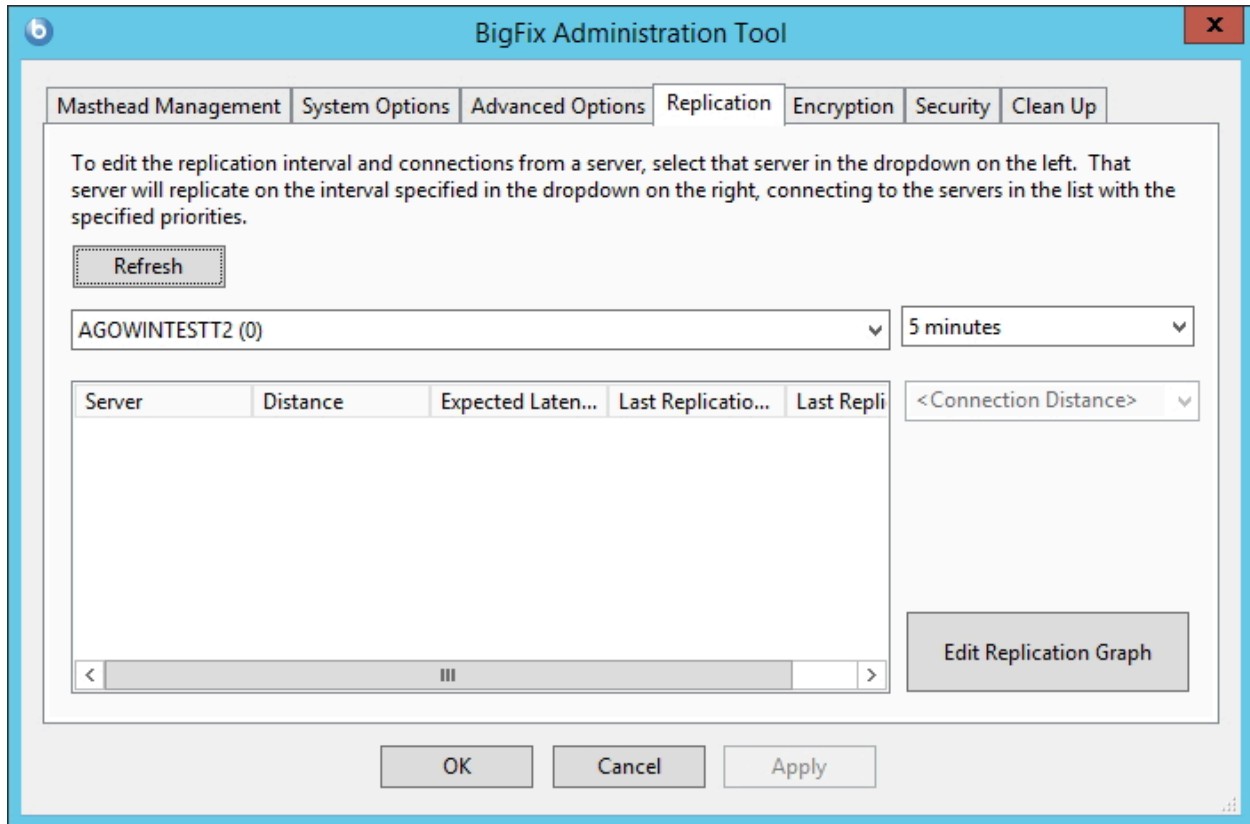 BigFix Administration Tool
x
Masthead Management
System Options
Advanced Options
Replication
Encryption
Security
Clean Up
To edit the replication interval and connections from a server, select that server in the dropdown on the left. That
server will replicate on the interval specified in the dropdown on the right, connecting to the servers in the list with the
specified priorities.
Refresh
AGOWINTESTT2 (0)
5 minutes
Server
Distance
Expected Laten...
Last Replicatio...
Last Repli
<Connection Distance>
Edit Replication Graph
OK
Cancel
Apply